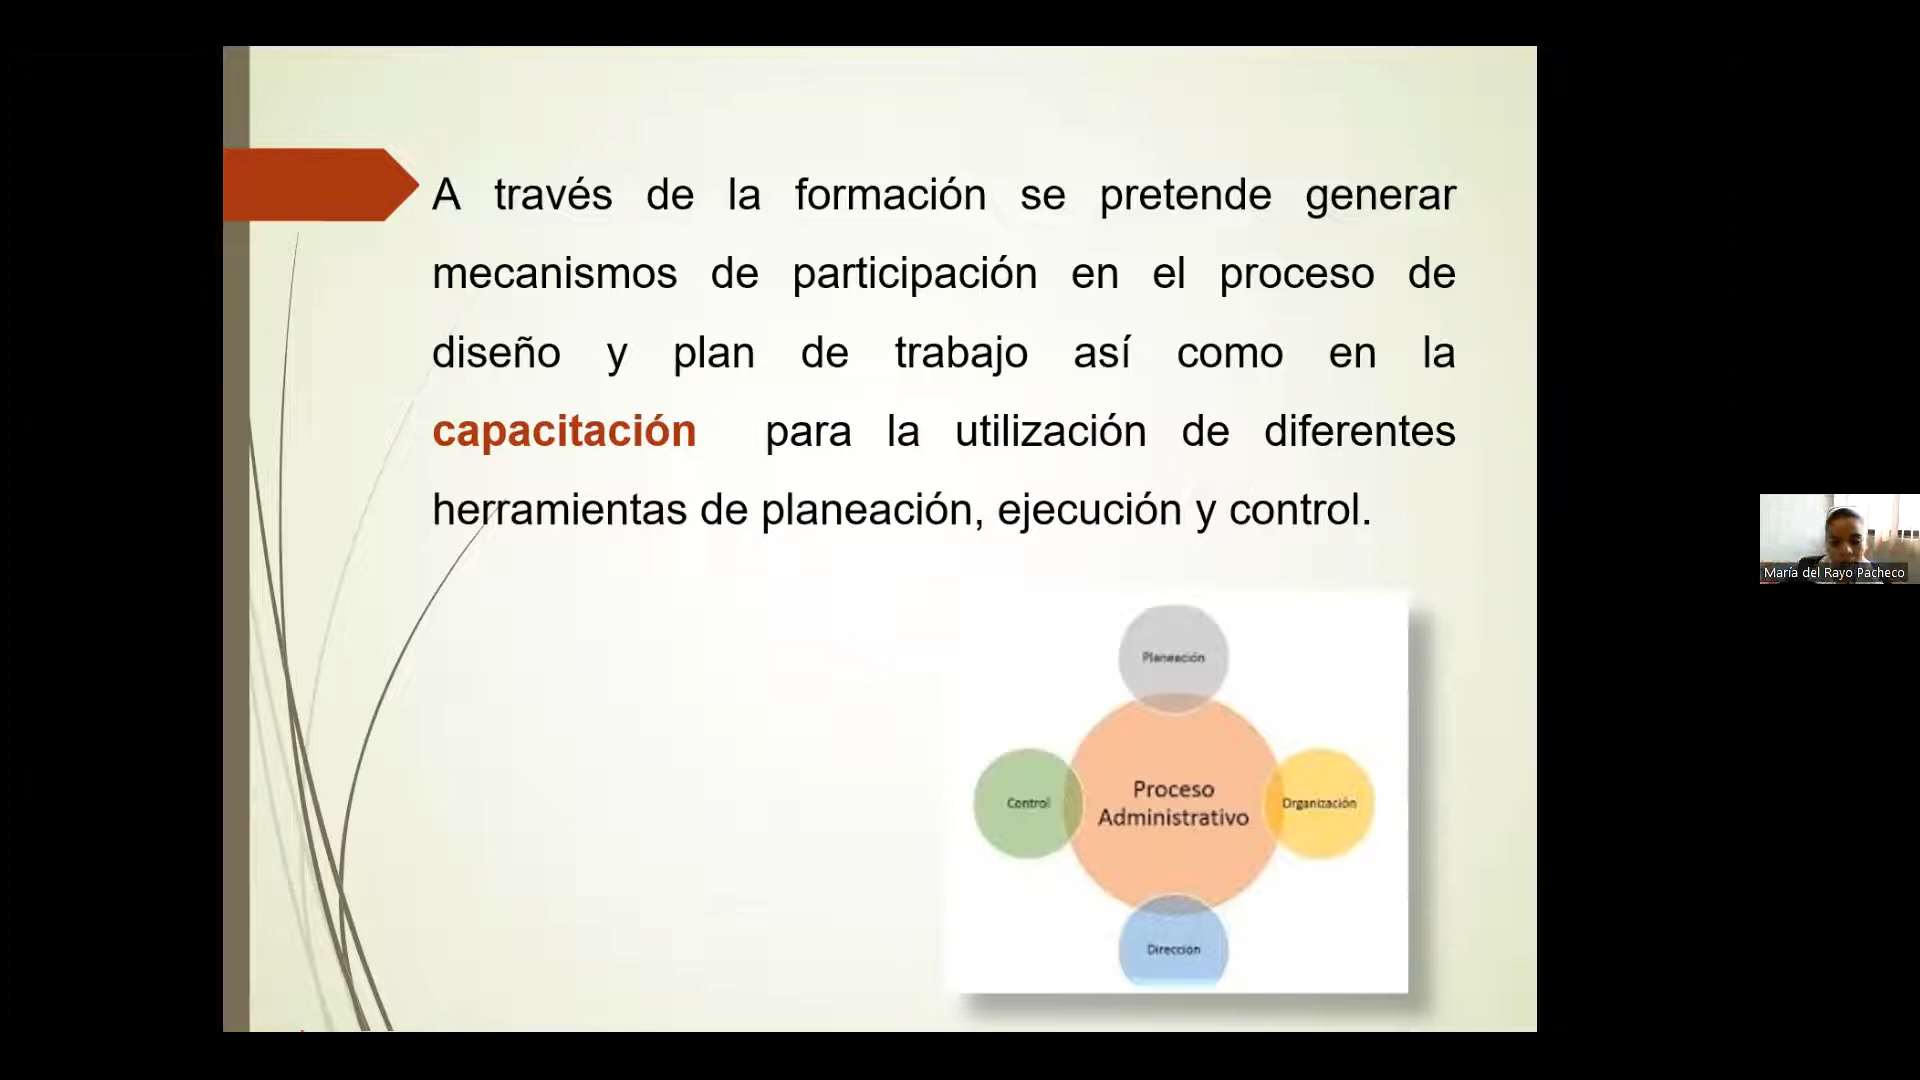 A través de la formación se pretende generar
mecanismos de participación en el proceso de
diseño y plan de trabajo así como en la
capacitación para la utilización de diferentes
herramientas de planeación, ejecución y control.
Planeación
Control
Proceso
Administrativo
Organización
Dirección
María del Rayo Pacheco